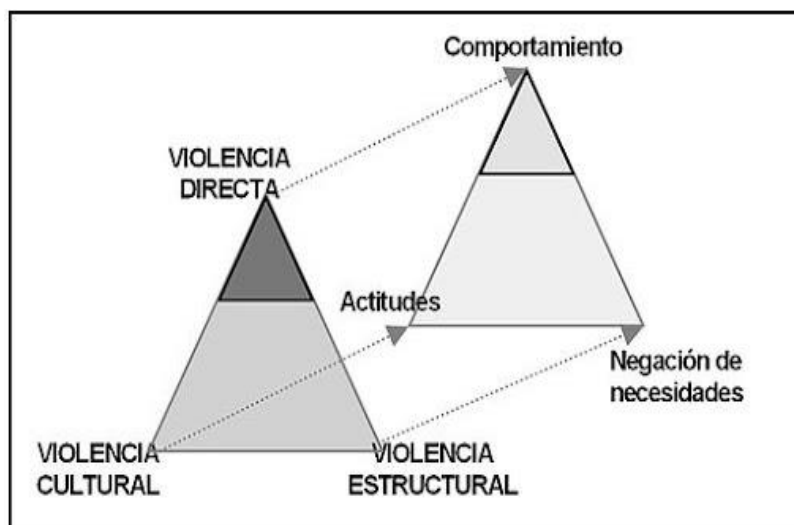 Comportamiento
VIOLENCIA
DIRECTA
Actitudes
Negación de
necesidades
VIOLENCIA
CULTURAL
VIOLENCIA
ESTRUCTURAL